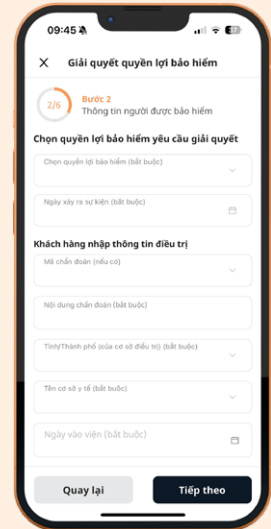 09:45
Giải quyết quyền lợi bảo hiểm
2/6
Bước 2
Thông tin người được bảo hiểm
Chọn quyền lợi bảo hiểm yêu cầu giải quyết
Chọn quyền lợi bảo hiểm (bắt buộc)
Ngày xảy ra sự kiện (bắt buộc)
Khách hàng nhập thông tin điều trị
Mã chẩn đoán (nếu có)
Nội dung chẩn đoán (bắt buộc)
Tỉnh/Thành phố (của cơ sở điều trị) (bắt buộc)
Tên cơ sở y tế (bắt buộc)
Ngày vào viện (bắt buộc)
Quay lại
Tiếp theo